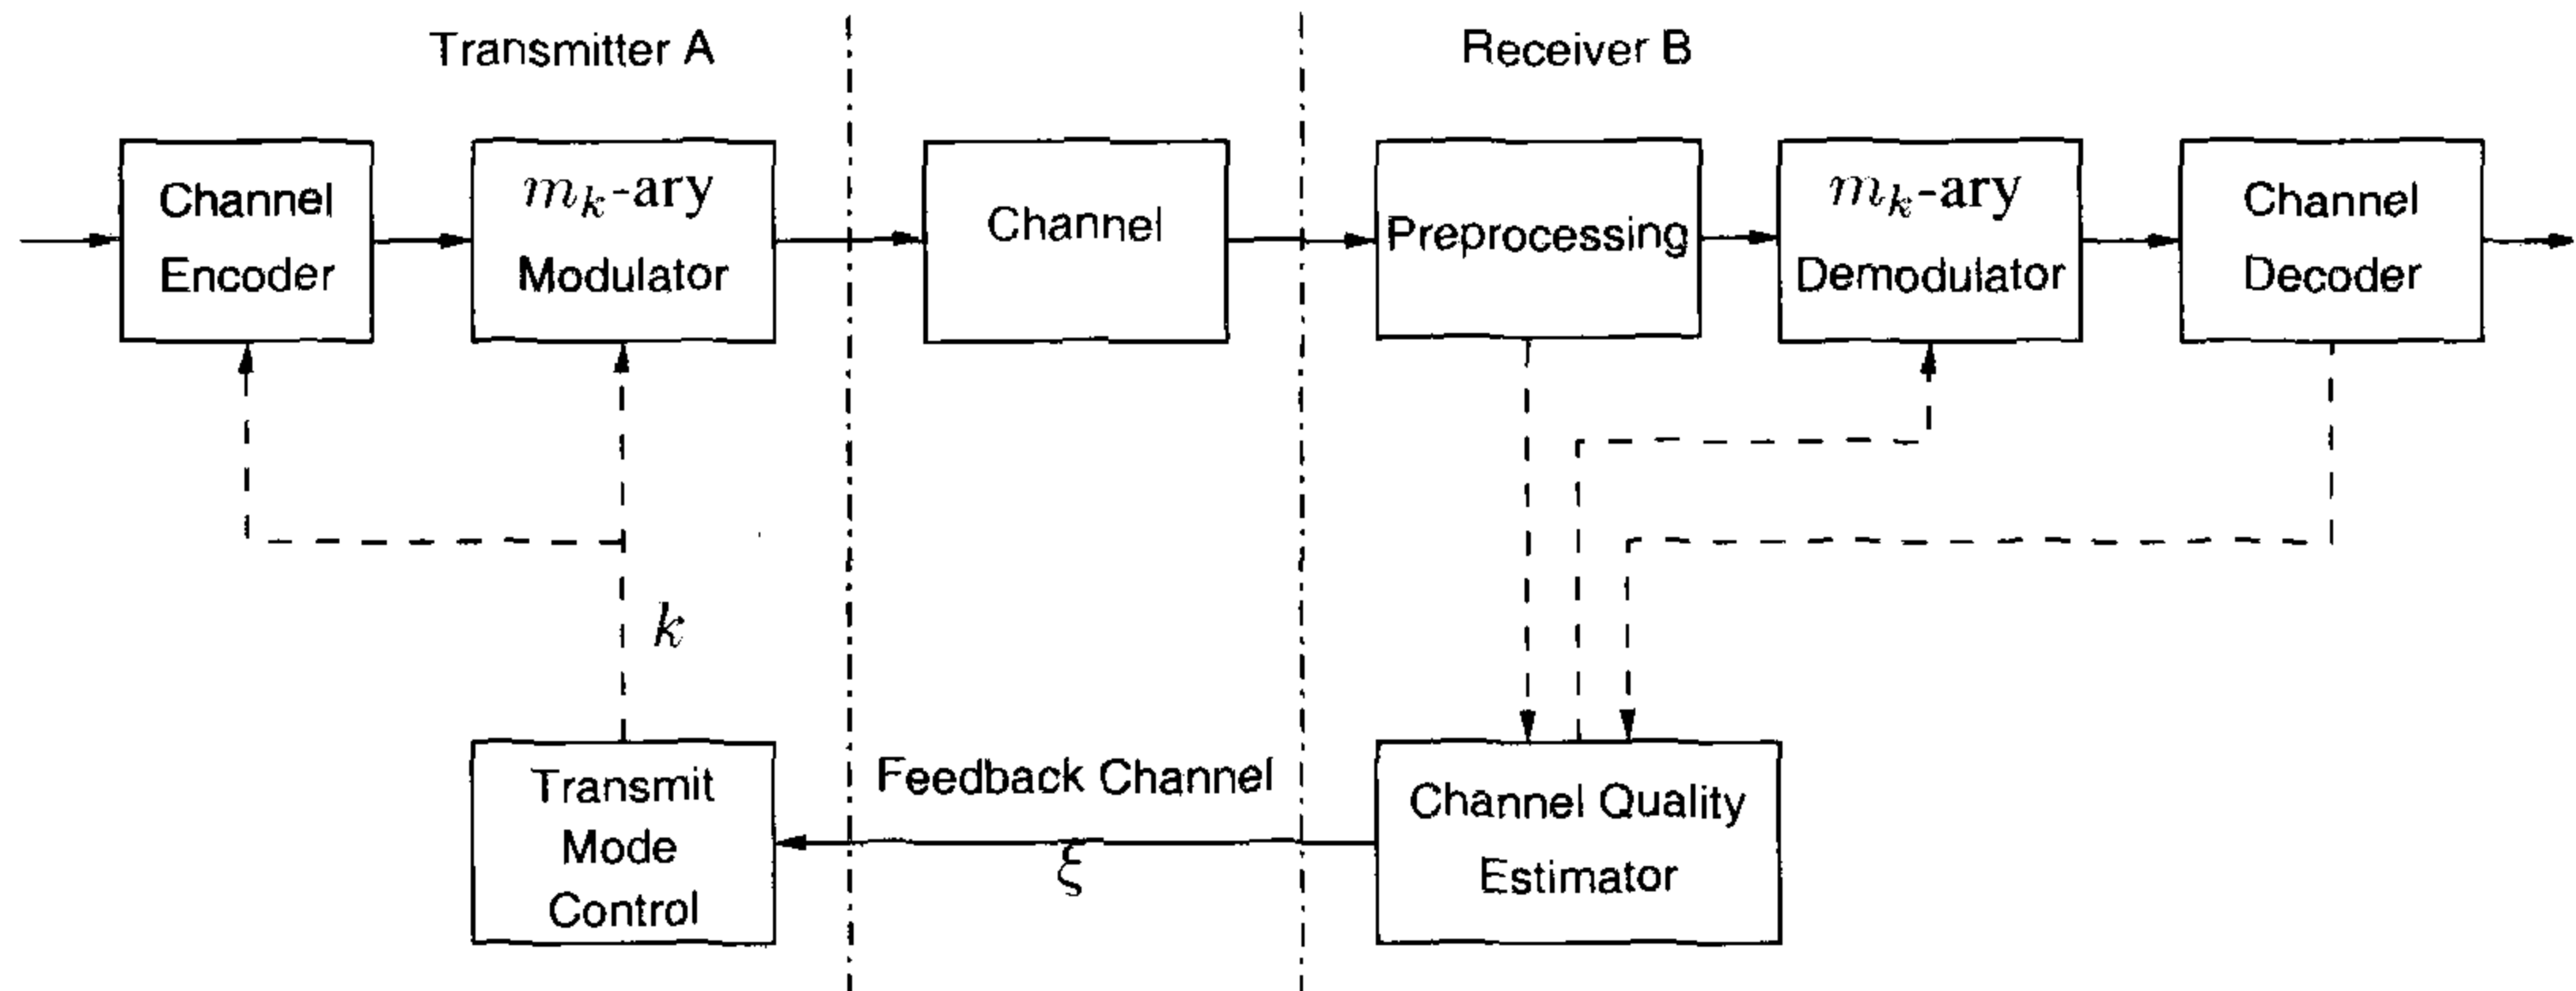 Transmitter A
Receiver B
Channel
Encoder
m_k-ary
Modulator
Channel
Preprocessing
m_k-ary
Demodulator
Channel
Decoder
k
Transmit
Mode
Control
Feedback Channel
ξ
Channel Quality
Estimator